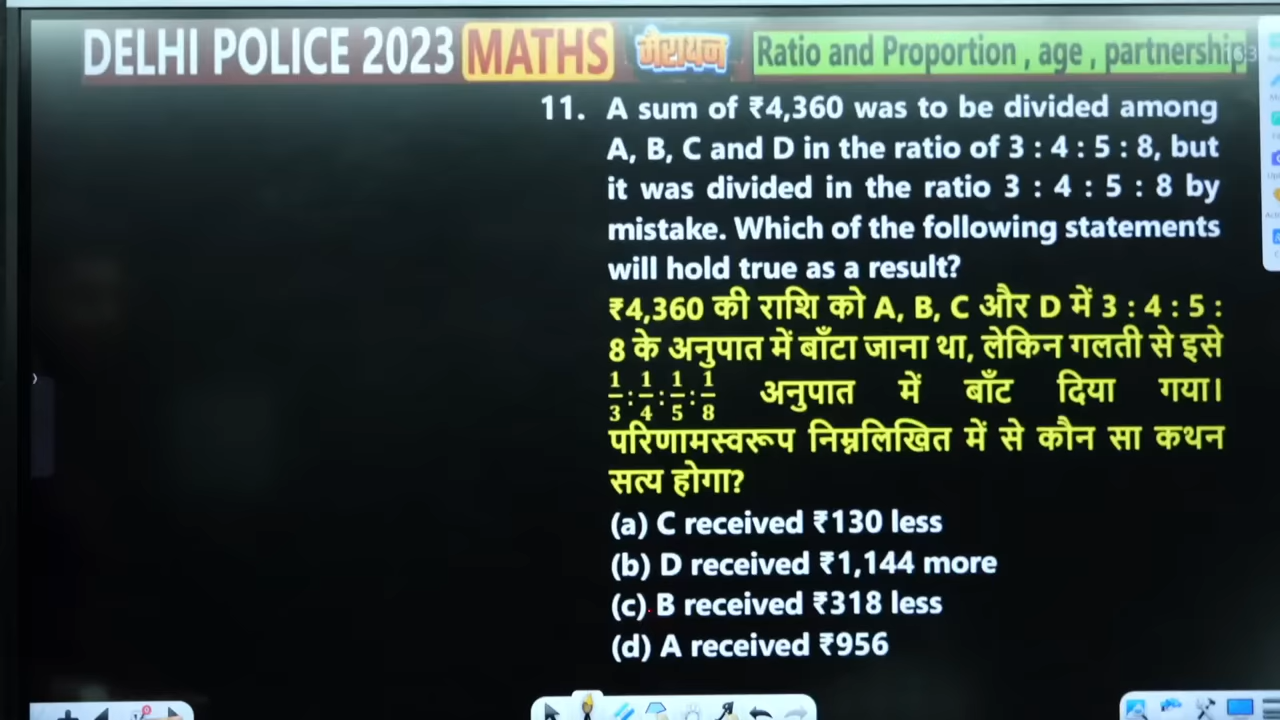 DELHI POLICE 2023 MATHS मैराथन Ratio and Proportion , age , partnership
11. A sum of ₹4,360 was to be divided among
A, B, C and D in the ratio of 3 : 4 : 5 : 8, but
it was divided in the ratio 3 : 4 : 5 : 8 by
mistake. Which of the following statements
will hold true as a result?
₹4,360 की राशि को A, B, C और D में 3 : 4 : 5 :
8 के अनुपात में बाँटा जाना था, लेकिन गलती से इसे
1/3 : 1/4 : 1/5 : 1/8 अनुपात में बाँट दिया गया।
परिणामस्वरूप निम्नलिखित में से कौन सा कथन
सत्य होगा?
(a) C received ₹130 less
(b) D received ₹1,144 more
(c) B received ₹318 less
(d) A received ₹956